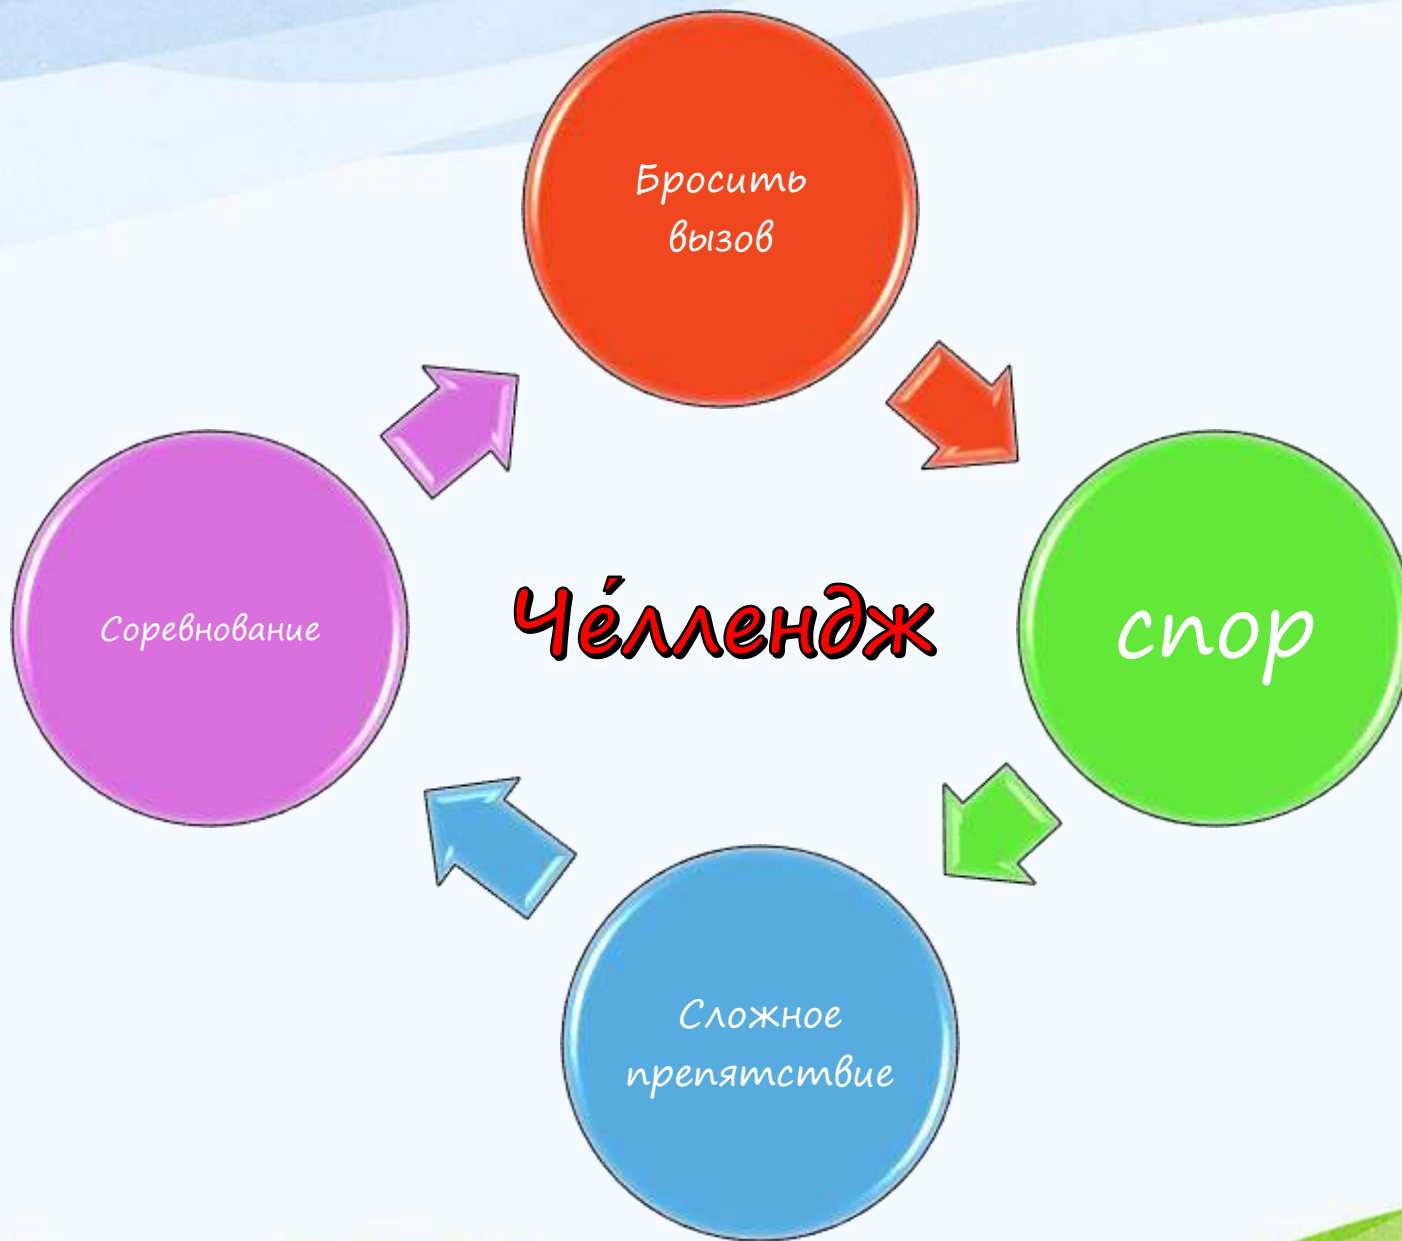 Бросить
вызов
Соревнование
Че́ллендж
спор
Сложное
препятствие